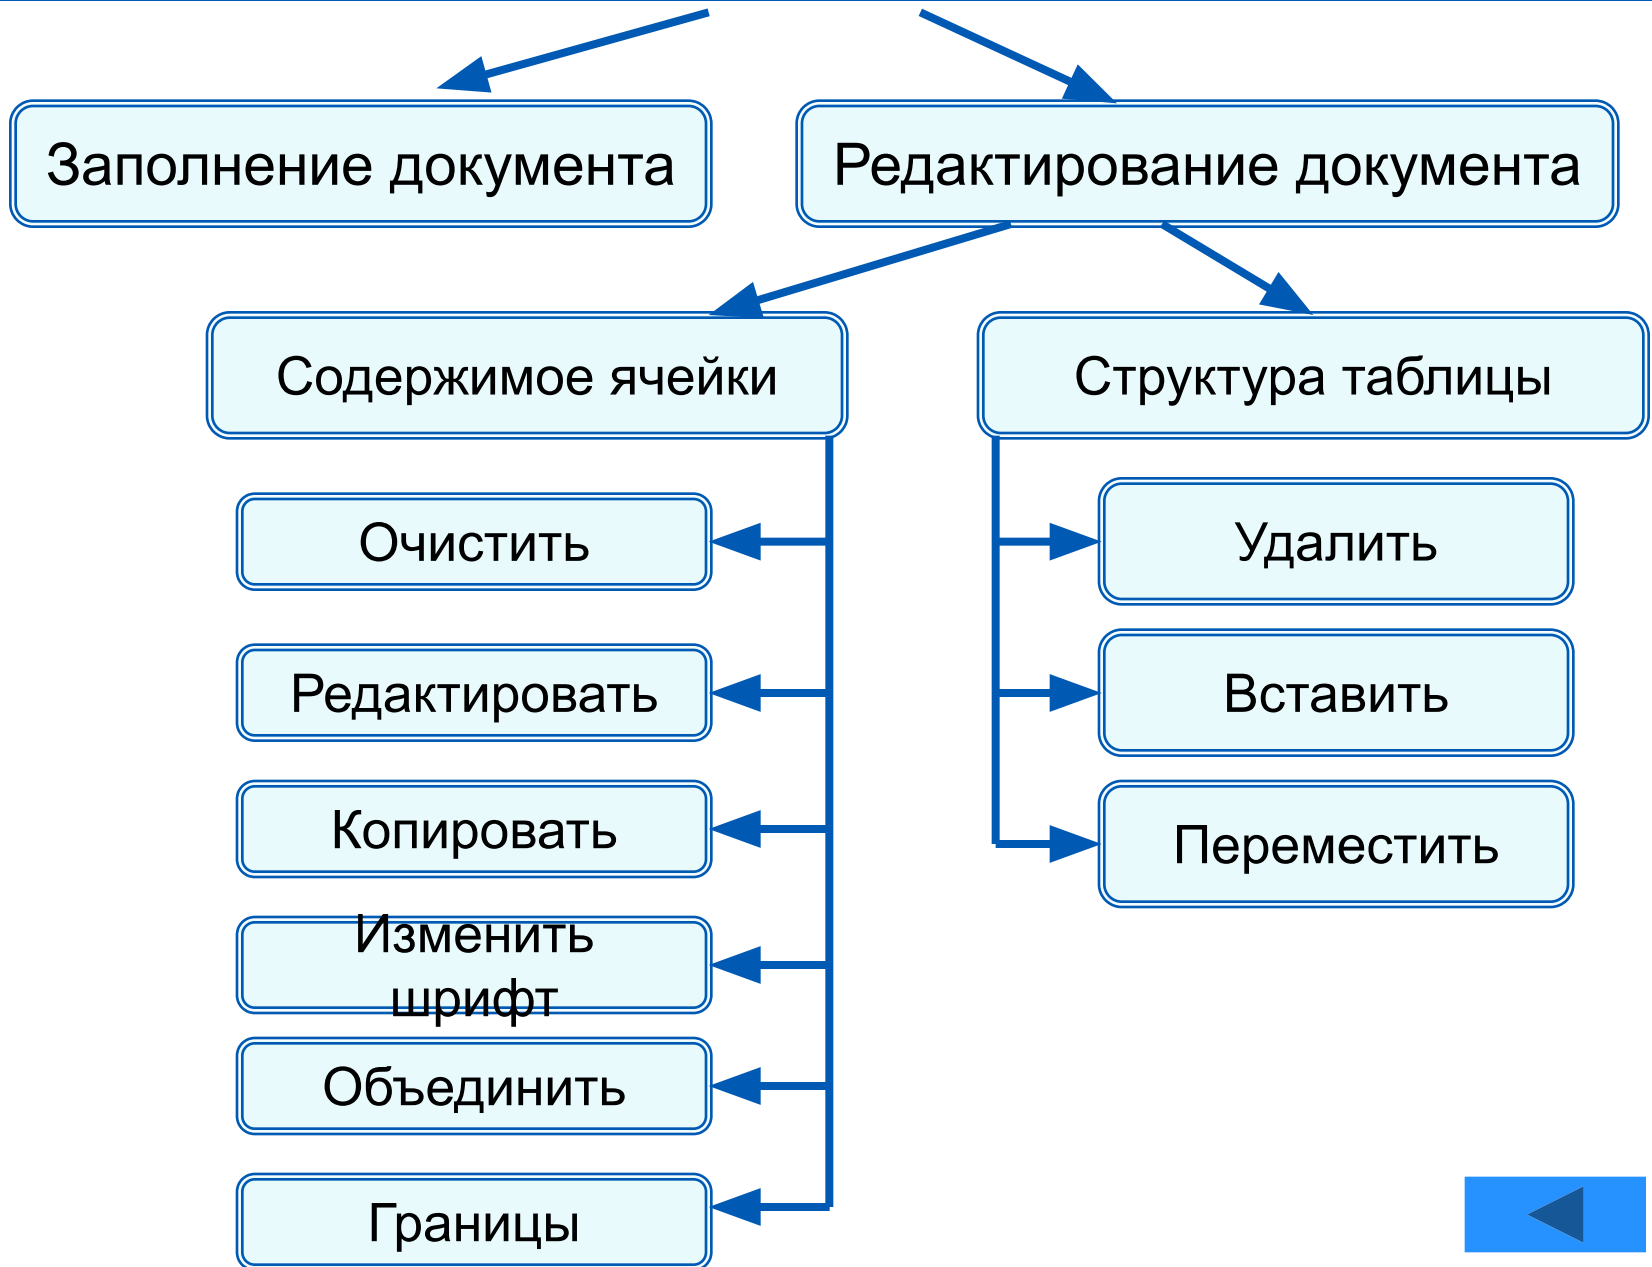 Заполнение документа
Редактирование документа
Содержимое ячейки
Структура таблицы
Очистить
Редактировать
Копировать
Изменить
шрифт
Объединить
Границы
Удалить
Вставить
Переместить